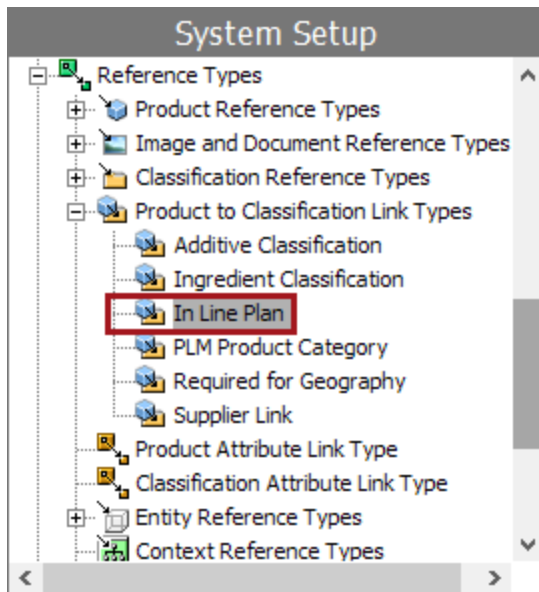 System Setup
Reference Types
Product Reference Types
Image and Document Reference Types
Classification Reference Types
Product to Classification Link Types
Additive Classification
Ingredient Classification
In Line Plan
PLM Product Category
Required for Geography
Supplier Link
Product Attribute Link Type
Classification Attribute Link Type
Entity Reference Types
Context Reference Types